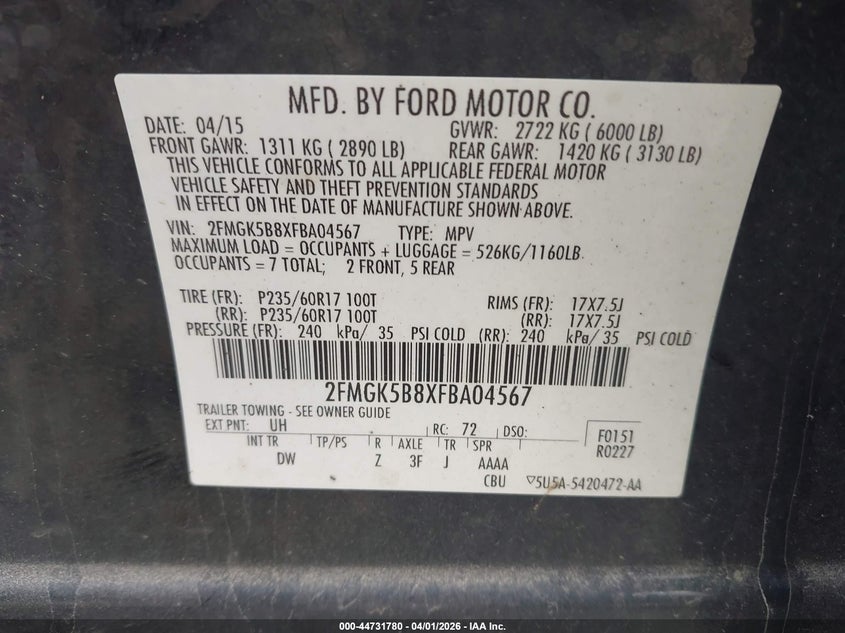 MFD. BY FORD MOTOR CO.
DATE: 04/15 GVWR: 2722 KG ( 6000 LB)
FRONT GAWR: 1311 KG ( 2890 LB) REAR GAWR: 1420 KG ( 3130 LB)
THIS VEHICLE CONFORMS TO ALL APPLICABLE FEDERAL MOTOR
VEHICLE SAFETY AND THEFT PREVENTION STANDARDS
IN EFFECT ON THE DATE OF MANUFACTURE SHOWN ABOVE.
VIN: 2FMGK5B8XFBA04567 TYPE: MPV
MAXIMUM LOAD = OCCUPANTS + LUGGAGE = 526KG/1160LB
OCCUPANTS = 7 TOTAL; 2 FRONT, 5 REAR
TIRE (FR): P235/60R17 100T RIMS (FR): 17X7.5J
(RR): P235/60R17 100T (RR): 17X7.5J
PRESSURE (FR): 240 kPa/ 35 PSI COLD (RR): 240 kPa/ 35 PSI COLD
2FMGK5B8XFBA04567
TRAILER TOWING - SEE OWNER GUIDE
EXT PNT: UH RC: 72 DSO: F0151
INT TR TP/PS R AXLE TR SPR R0227
DW Z 3F J AAAA
CBU ▽5U5A-5420472-AA
000-44731780 - 04/01/2026 - IAA Inc.